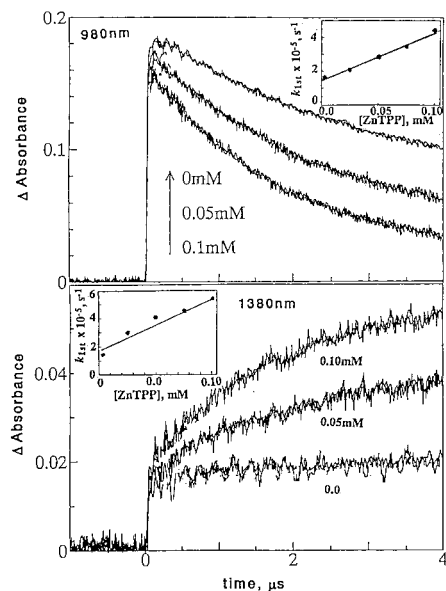 980nm
0.2
0.1
0
Δ Absorbance
0mM
0.05mM
0.1mM
k1st x 10-5, s-1
4
2
0
0.00
0.05
0.10
[ZnTPP], mM
1380nm
0.04
0.02
0
Δ Absorbance
k1st x 10-5, s-1
6
4
2
0
0.00
0.0
0.10
[ZnTPP], mM
0.10mM
0.05mM
0.0
0
2
4
time, μs